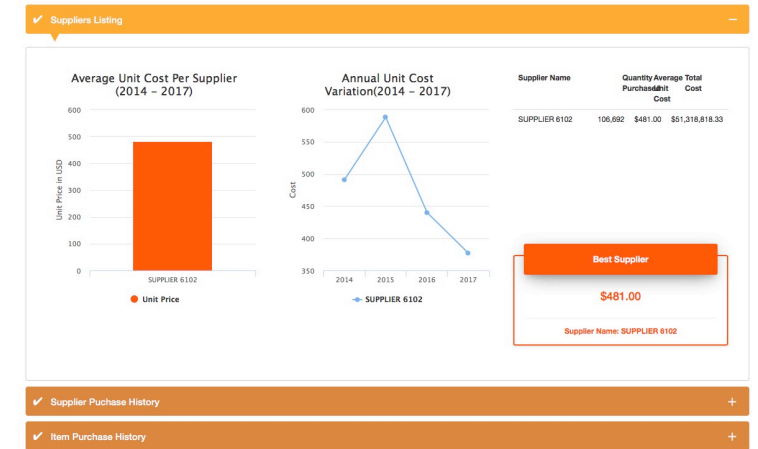 Suppliers Listing
Average Unit Cost Per Supplier
(2014 – 2017)
600
500
400
300
200
100
0
Unit Price in USD
SUPPLIER 6102
Unit Price
Annual Unit Cost
Variation(2014 – 2017)
600
550
500
450
400
350
Cost
2014 2015 2016 2017
SUPPLIER 6102
Supplier Name Quantity Average Total
Purchased Unit Cost
Cost
SUPPLIER 6102 106,692 $481.00 $51,318,818.33
Best Supplier
$481.00
Supplier Name: SUPPLIER 6102
Supplier Puchase History
Item Purchase History